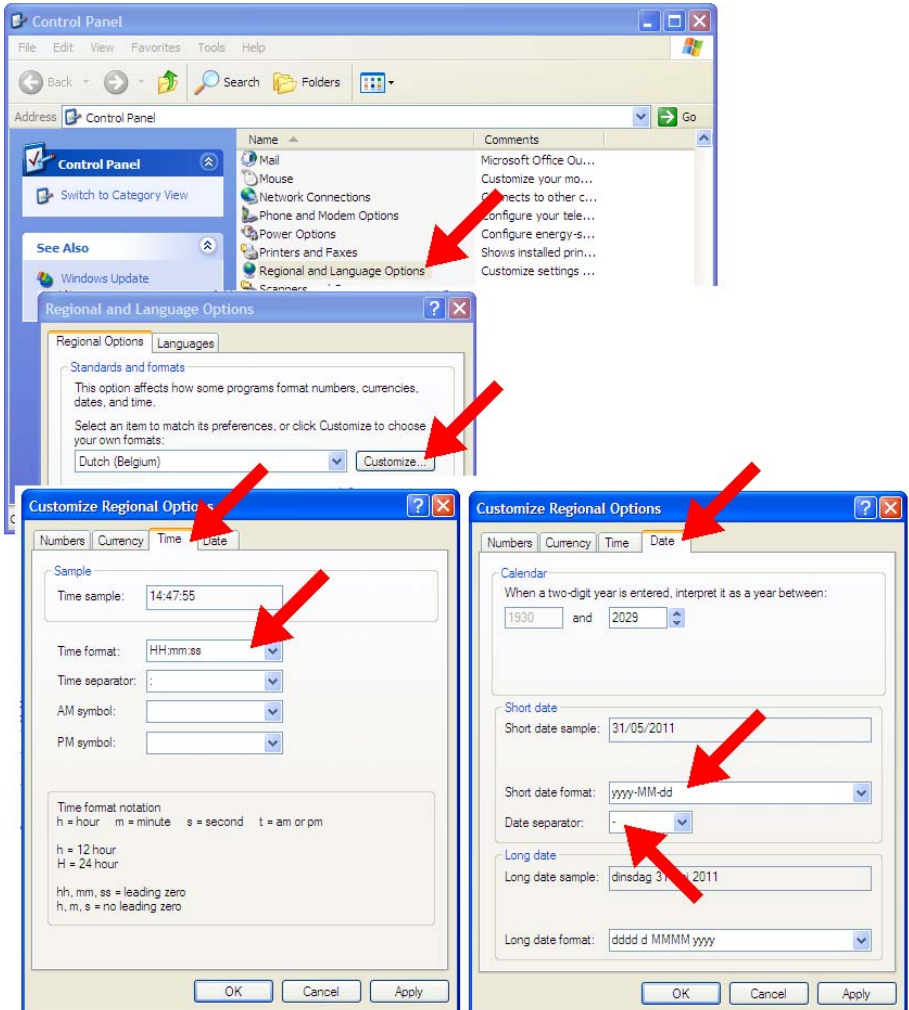 Control Panel
File Edit View Favorites Tools Help
Back Search Folders
Address Control Panel Go
Control Panel
Switch to Category View
See Also
Windows Update
Name Comments
Mail Microsoft Office Ou...
Mouse Customize your mo...
Network Connections Connects to other c...
Phone and Modem Options Configure your tele...
Power Options Configure energy-s...
Printers and Faxes Shows installed prin...
Regional and Language Options Customize settings ...
Scanners
Regional and Language Options
Regional Options Languages
Standards and formats
This option affects how some programs format numbers, currencies,
dates, and time.
Select an item to match its preferences, or click Customize to choose
your own formats:
Dutch (Belgium) Customize...
Customize Regional Options
Numbers Currency Time Date
Sample
Time sample: 14:47:55
Time format: HH:mm:ss
Time separator: :
AM symbol:
PM symbol:
Time format notation
h = hour m = minute s = second t = am or pm
h = 12 hour
H = 24 hour
hh, mm, ss = leading zero
h, m, s = no leading zero
OK Cancel Apply
Customize Regional Options
Numbers Currency Time Date
Calendar
When a two-digit year is entered, interpret it as a year between:
1930 and 2029
Short date
Short date sample: 31/05/2011
Short date format: yyyy-MM-dd
Date separator: -
Long date
Long date sample: dinsdag 31 2011
Long date format: dddd d MMMM yyyy
OK Cancel Apply